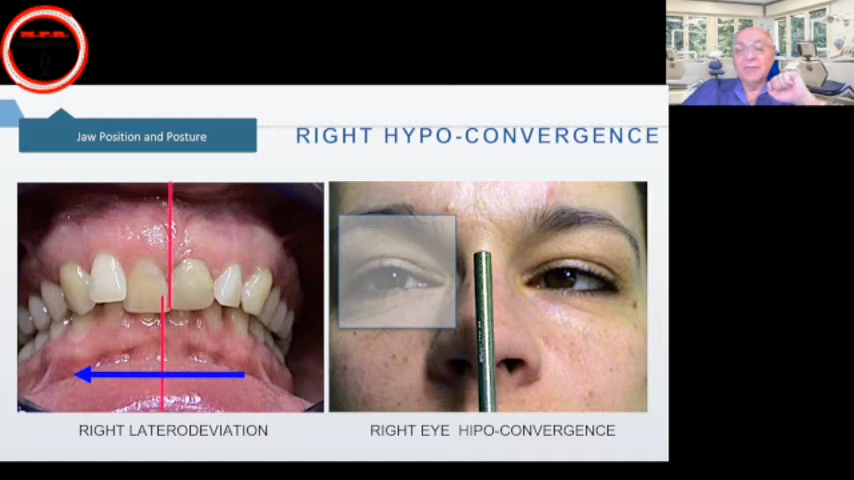 M.F.R.
Jaw Position and Posture
RIGHT HYPO-CONVERGENCE
RIGHT LATERODEVIATION
RIGHT EYE HIPO-CONVERGENCE